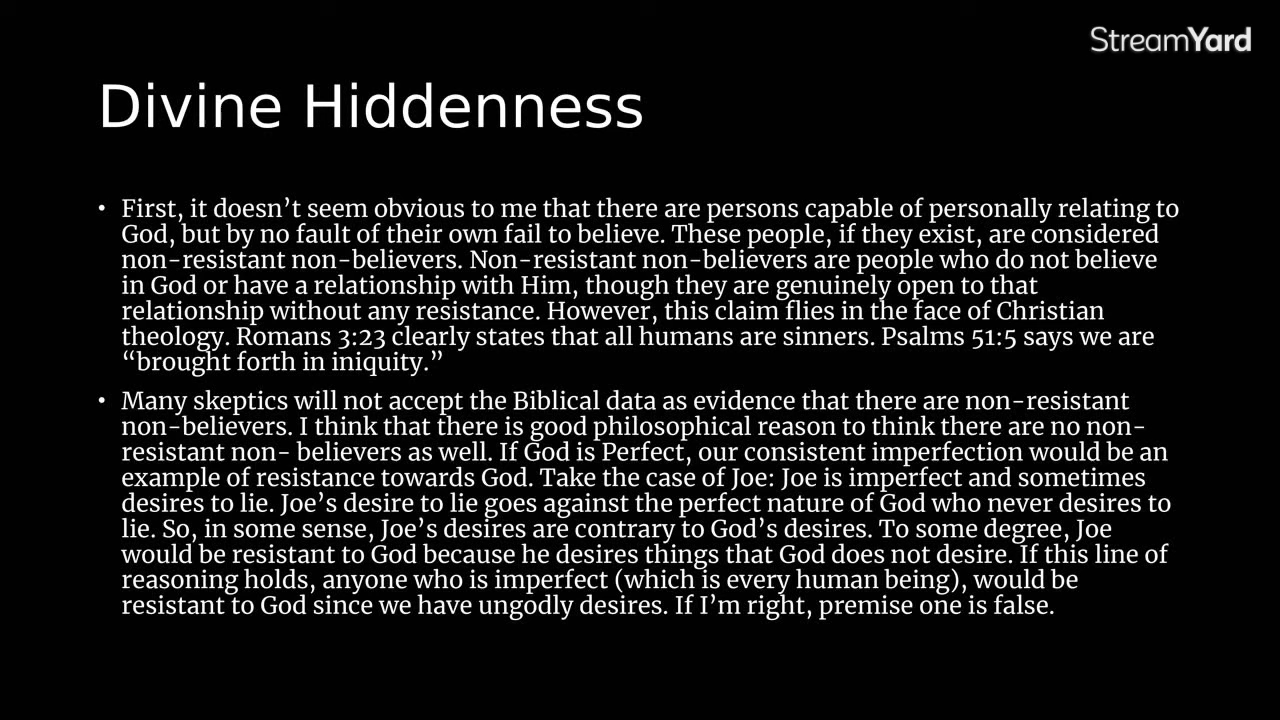 StreamYard
Divine Hiddenness
• First, it doesn’t seem obvious to me that there are persons capable of personally relating to
God, but by no fault of their own fail to believe. These people, if they exist, are considered
non-resistant non-believers. Non-resistant non-believers are people who do not believe
in God or have a relationship with Him, though they are genuinely open to that
relationship without any resistance. However, this claim flies in the face of Christian
theology. Romans 3:23 clearly states that all humans are sinners. Psalms 51:5 says we are
“brought forth in iniquity.”
• Many skeptics will not accept the Biblical data as evidence that there are non-resistant
non-believers. I think that there is good philosophical reason to think there are no non-
resistant non- believers as well. If God is Perfect, our consistent imperfection would be an
example of resistance towards God. Take the case of Joe: Joe is imperfect and sometimes
desires to lie. Joe’s desire to lie goes against the perfect nature of God who never desires to
lie. So, in some sense, Joe’s desires are contrary to God’s desires. To some degree, Joe
would be resistant to God because he desires things that God does not desire. If this line of
reasoning holds, anyone who is imperfect (which is every human being), would be
resistant to God since we have ungodly desires. If I’m right, premise one is false.